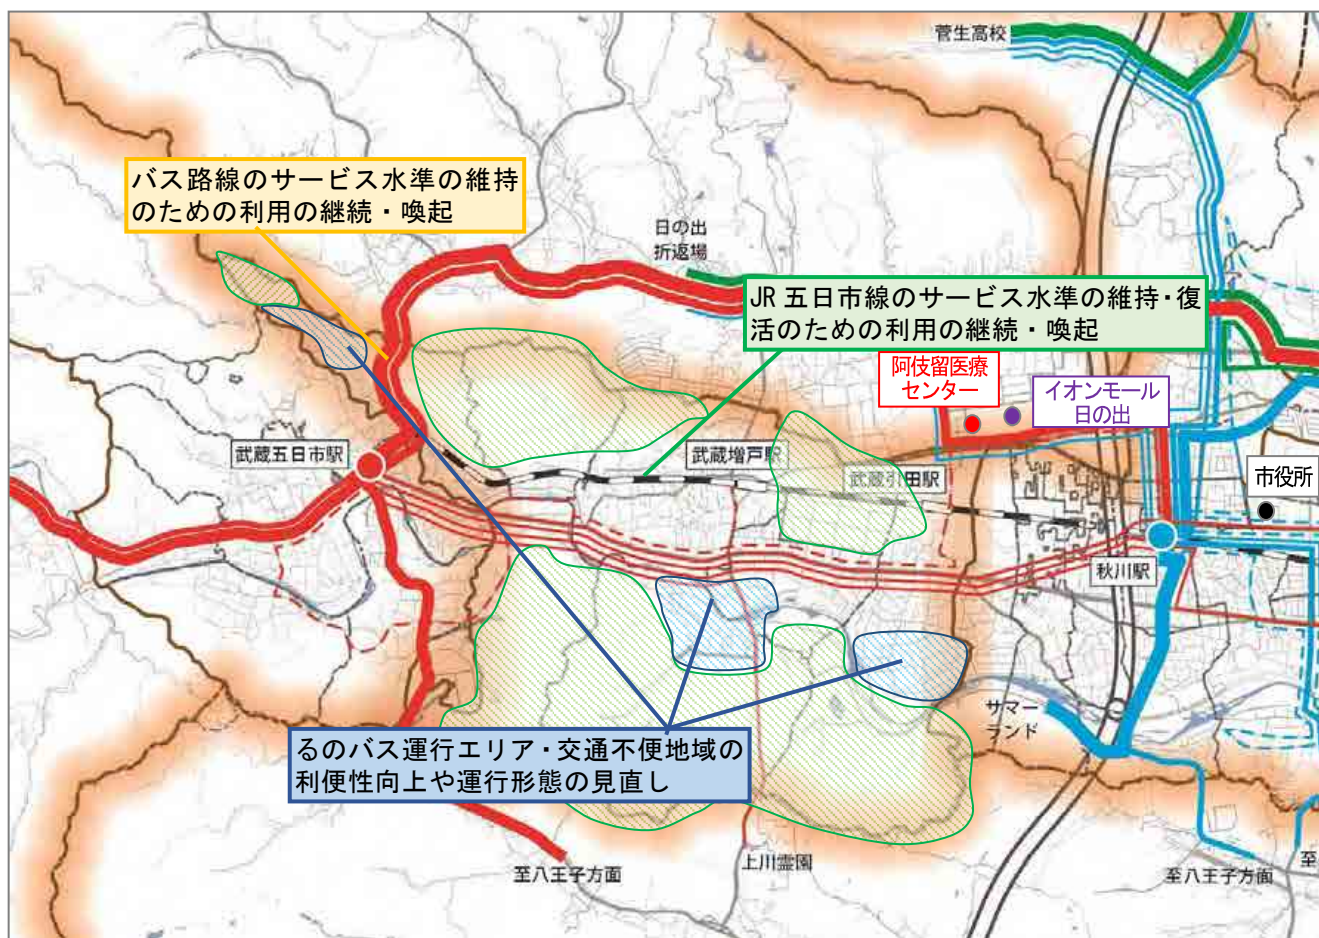 菅生高校
バス路線のサービス水準の維持
のための利用の継続・喚起
日の出
折返場
JR五日市線のサービス水準の維持・復
活のための利用の継続・喚起
阿伎留医療
センター
イオンモール
日の出
武蔵五日市駅
武蔵増戸駅
武蔵引田駅
市役所
秋川駅
サマー
ランド
るのバス運行エリア・交通不便地域の
利便性向上や運行形態の見直し
至八王子方面
上川霊園
至八王子方面
至